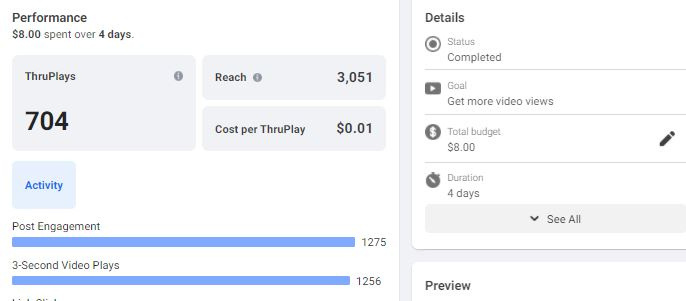 Performance
$8.00 spent over 4 days.
ThruPlays
704
Reach
3,051
Cost per ThruPlay
$0.01
Activity
Post Engagement
1275
3-Second Video Plays
1256
Details
Status
Completed
Goal
Get more video views
Total budget
$8.00
Duration
4 days
See All
Preview